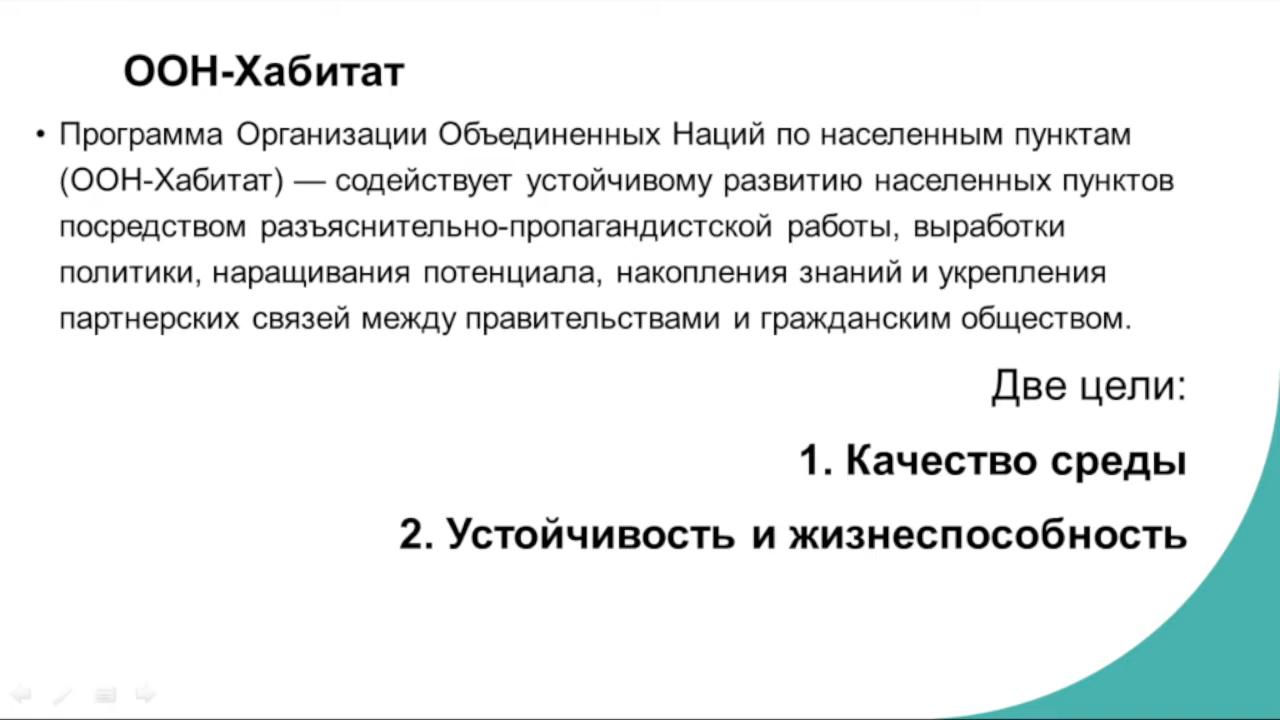 ООН-Хабитат
• Программа Организации Объединенных Наций по населенным пунктам
(ООН-Хабитат) — содействует устойчивому развитию населенных пунктов
посредством разъяснительно-пропагандистской работы, выработки
политики, наращивания потенциала, накопления знаний и укрепления
партнерских связей между правительствами и гражданским обществом.
Две цели:
1. Качество среды
2. Устойчивость и жизнеспособность